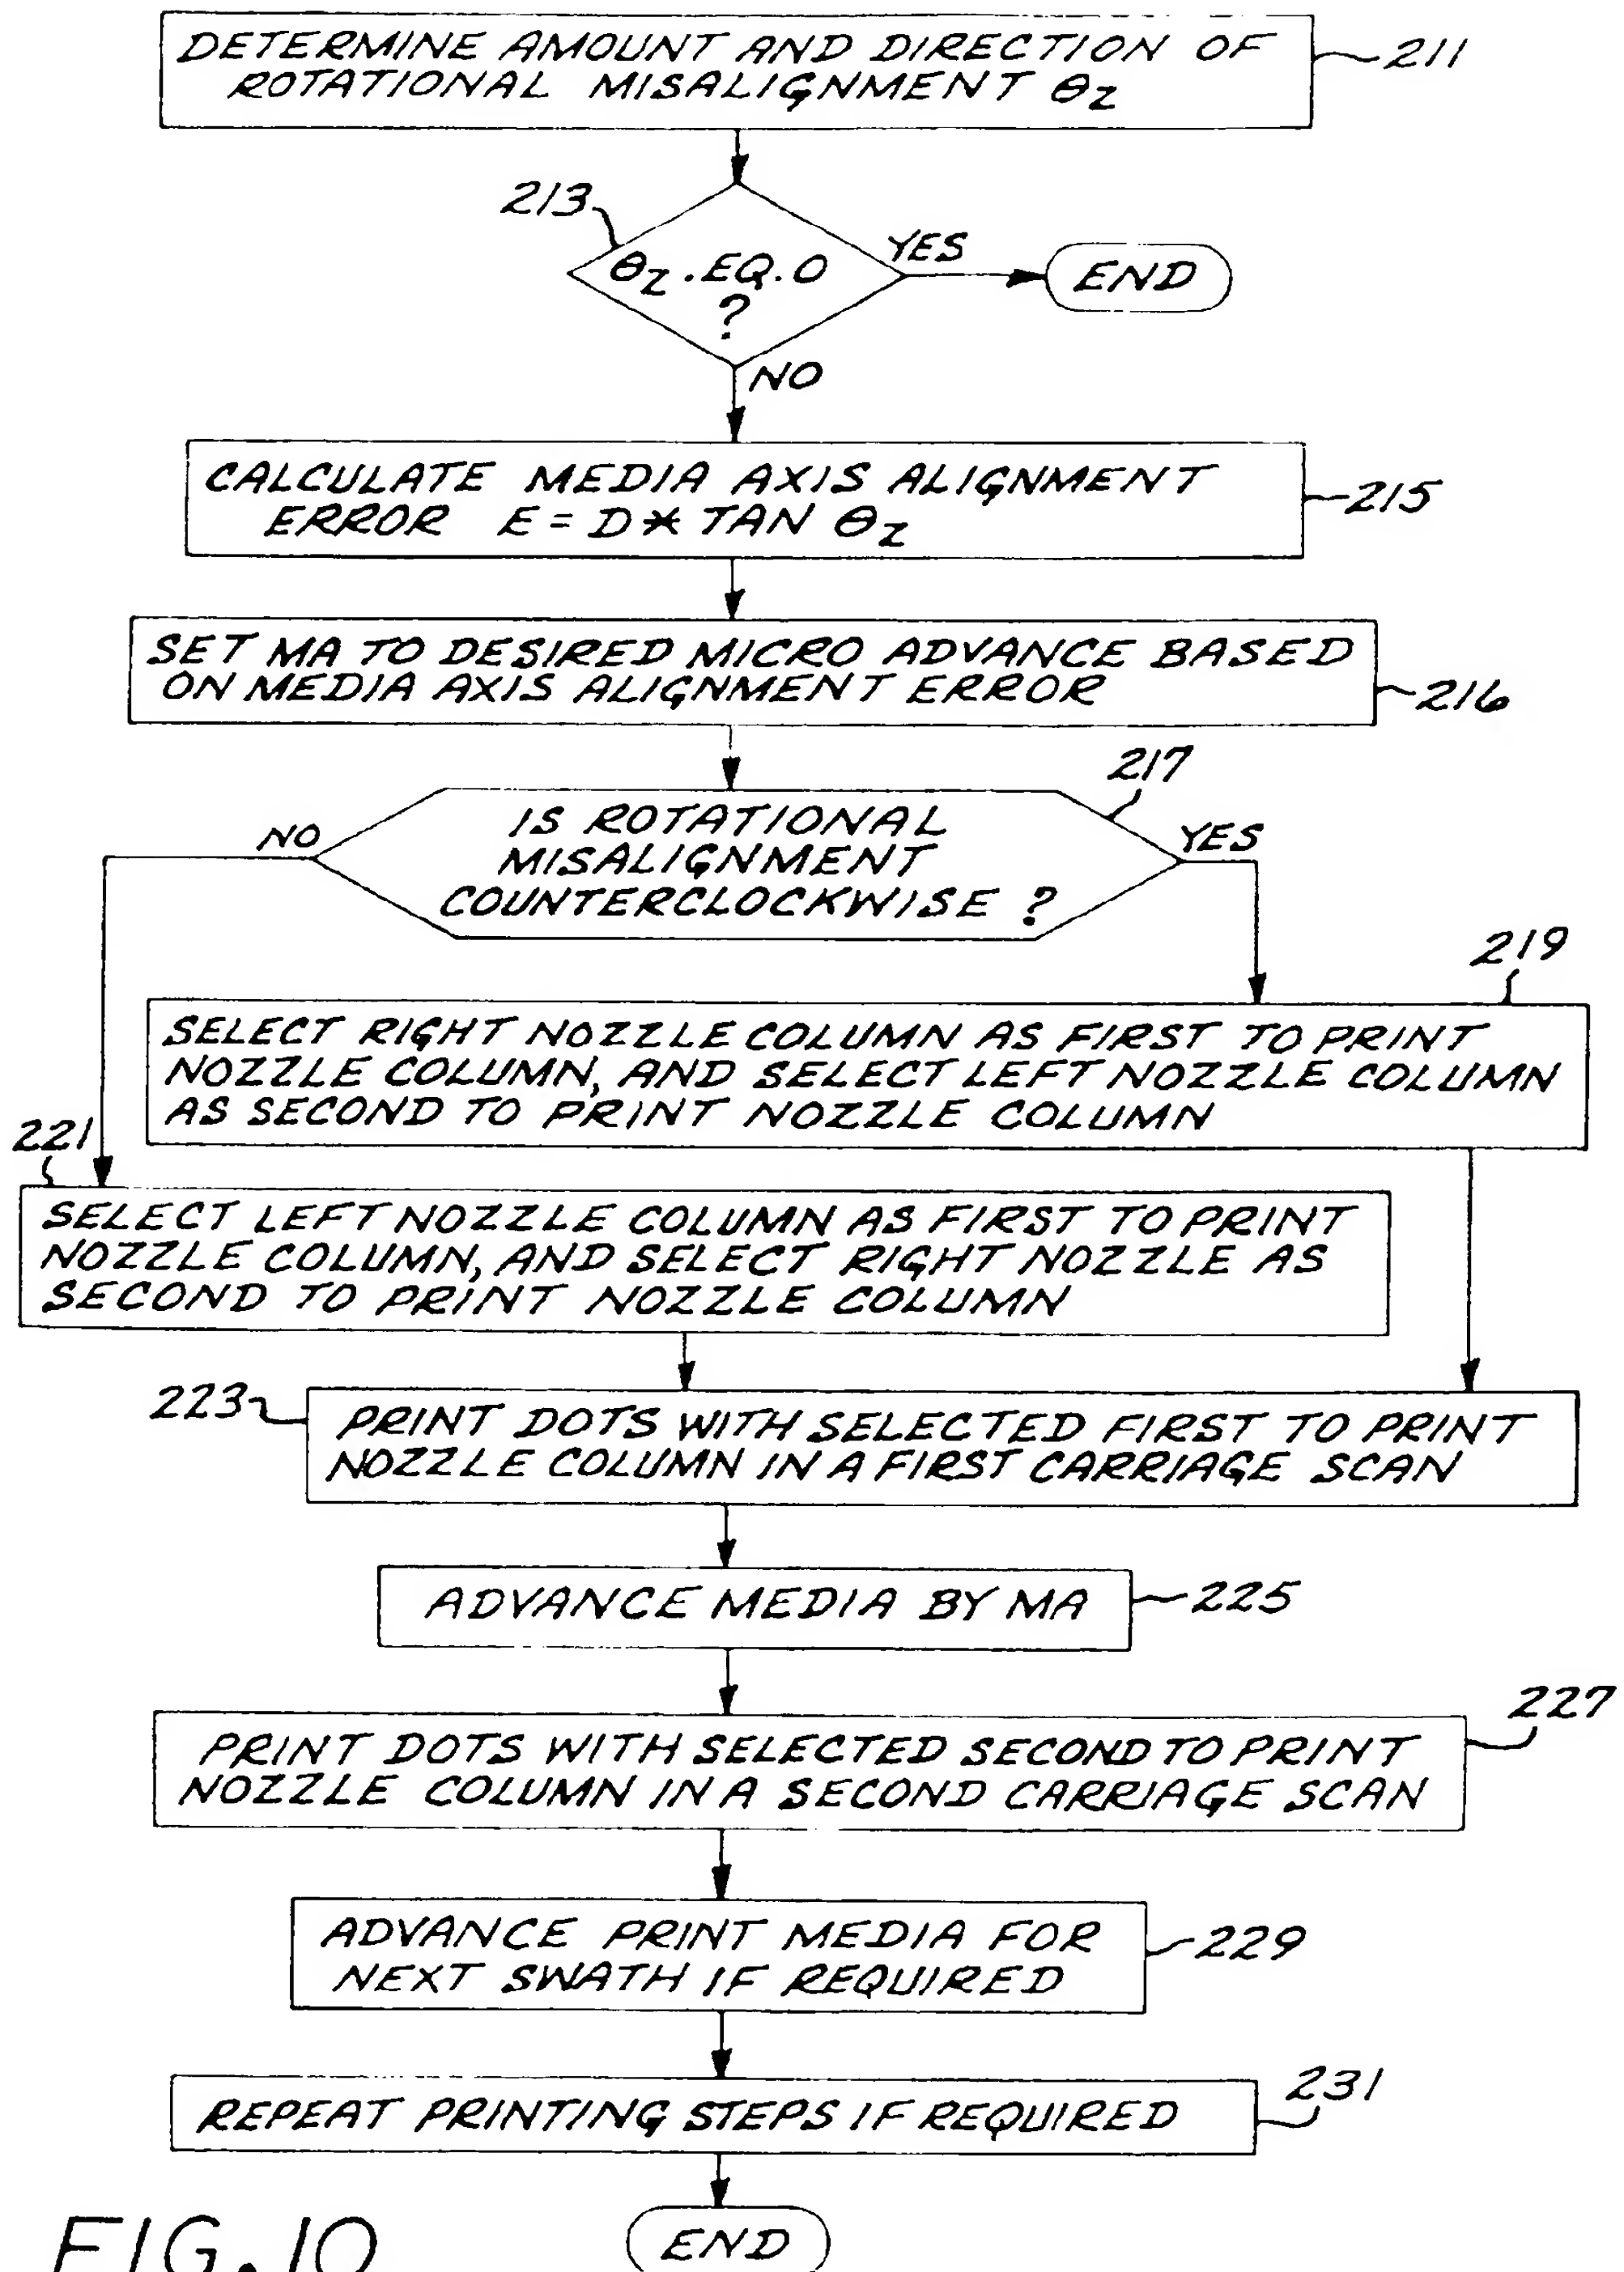 DETERMINE AMOUNT AND DIRECTION OF
ROTATIONAL MISALIGNMENT θZ
211
213
θZ .EQ. 0
?
YES
END
NO
CALCULATE MEDIA AXIS ALIGNMENT
ERROR E = D * TAN θZ
215
SET MA TO DESIRED MICRO ADVANCE BASED
ON MEDIA AXIS ALIGNMENT ERROR
216
217
IS ROTATIONAL
MISALIGNMENT
COUNTERCLOCKWISE ?
NO
YES
219
SELECT RIGHT NOZZLE COLUMN AS FIRST TO PRINT
NOZZLE COLUMN, AND SELECT LEFT NOZZLE COLUMN
AS SECOND TO PRINT NOZZLE COLUMN
221
SELECT LEFT NOZZLE COLUMN AS FIRST TO PRINT
NOZZLE COLUMN, AND SELECT RIGHT NOZZLE AS
SECOND TO PRINT NOZZLE COLUMN
223
PRINT DOTS WITH SELECTED FIRST TO PRINT
NOZZLE COLUMN IN A FIRST CARRIAGE SCAN
ADVANCE MEDIA BY MA
225
227
PRINT DOTS WITH SELECTED SECOND TO PRINT
NOZZLE COLUMN IN A SECOND CARRIAGE SCAN
ADVANCE PRINT MEDIA FOR
NEXT SWATH IF REQUIRED
229
231
REPEAT PRINTING STEPS IF REQUIRED
END
FIG. 10